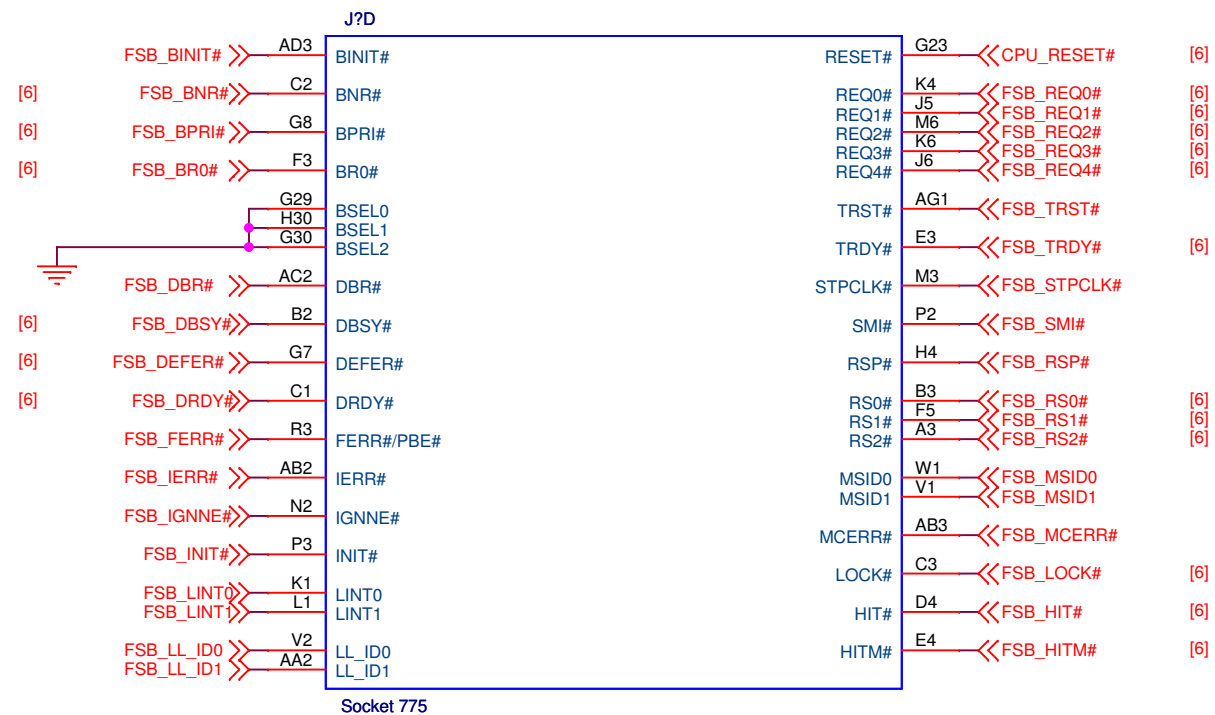 J?D
FSB_BINIT# AD3 BINIT# RESET# G23 CPU_RESET# [6]
[6] FSB_BNR# C2 BNR# REQ0# K4 FSB_REQ0# [6]
REQ1# J5 FSB_REQ1# [6]
[6] FSB_BPRI# G8 BPRI# REQ2# M6 FSB_REQ2# [6]
REQ3# K6 FSB_REQ3# [6]
[6] FSB_BR0# F3 BR0# REQ4# J6 FSB_REQ4# [6]
G29 BSEL0 TRST# AG1 FSB_TRST#
H30 BSEL1
G30 BSEL2 TRDY# E3 FSB_TRDY# [6]
FSB_DBR# AC2 DBR# STPCLK# M3 FSB_STPCLK#
[6] FSB_DBSY# B2 DBSY# SMI# P2 FSB_SMI#
[6] FSB_DEFER# G7 DEFER# RSP# H4 FSB_RSP#
[6] FSB_DRDY# C1 DRDY# RS0# B3 FSB_RS0# [6]
RS1# F5 FSB_RS1# [6]
FSB_FERR# R3 FERR#/PBE# RS2# A3 FSB_RS2# [6]
FSB_IERR# AB2 IERR# MSID0 W1 FSB_MSID0
MSID1 V1 FSB_MSID1
FSB_IGNNE# N2 IGNNE#
MCERR# AB3 FSB_MCERR#
FSB_INIT# P3 INIT#
LOCK# C3 FSB_LOCK# [6]
FSB_LINT0 K1 LINT0
FSB_LINT1 L1 LINT1 HIT# D4 FSB_HIT# [6]
FSB_LL_ID0 V2 LL_ID0 HITM# E4 FSB_HITM# [6]
FSB_LL_ID1 AA2 LL_ID1
Socket 775